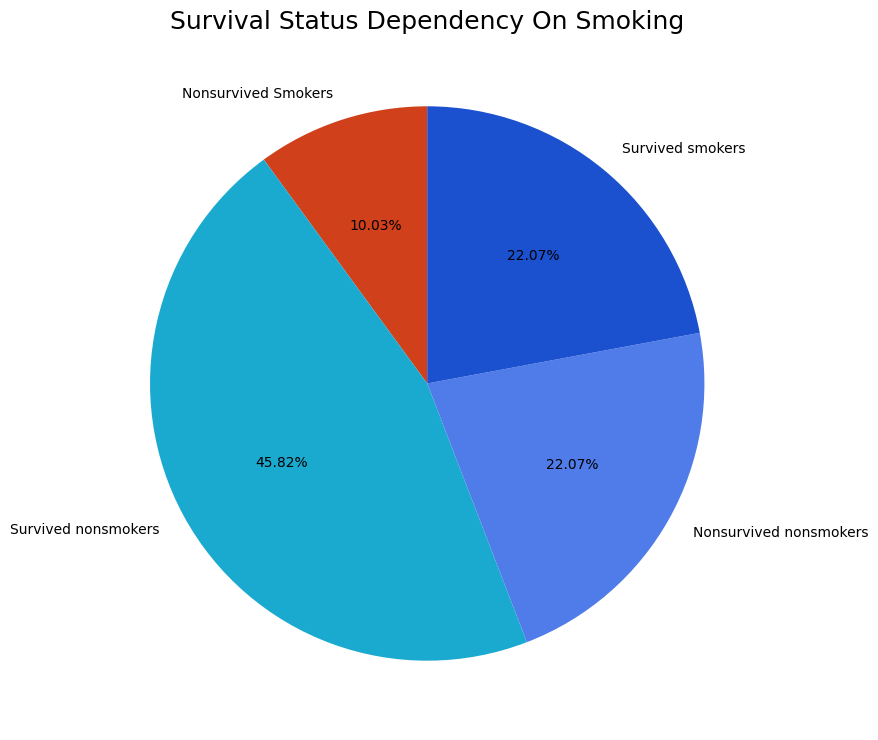 Survival Status Dependency On Smoking
Nonsurvived Smokers
Survived smokers
10.03%
22.07%
45.82%
22.07%
Survived nonsmokers
Nonsurvived nonsmokers